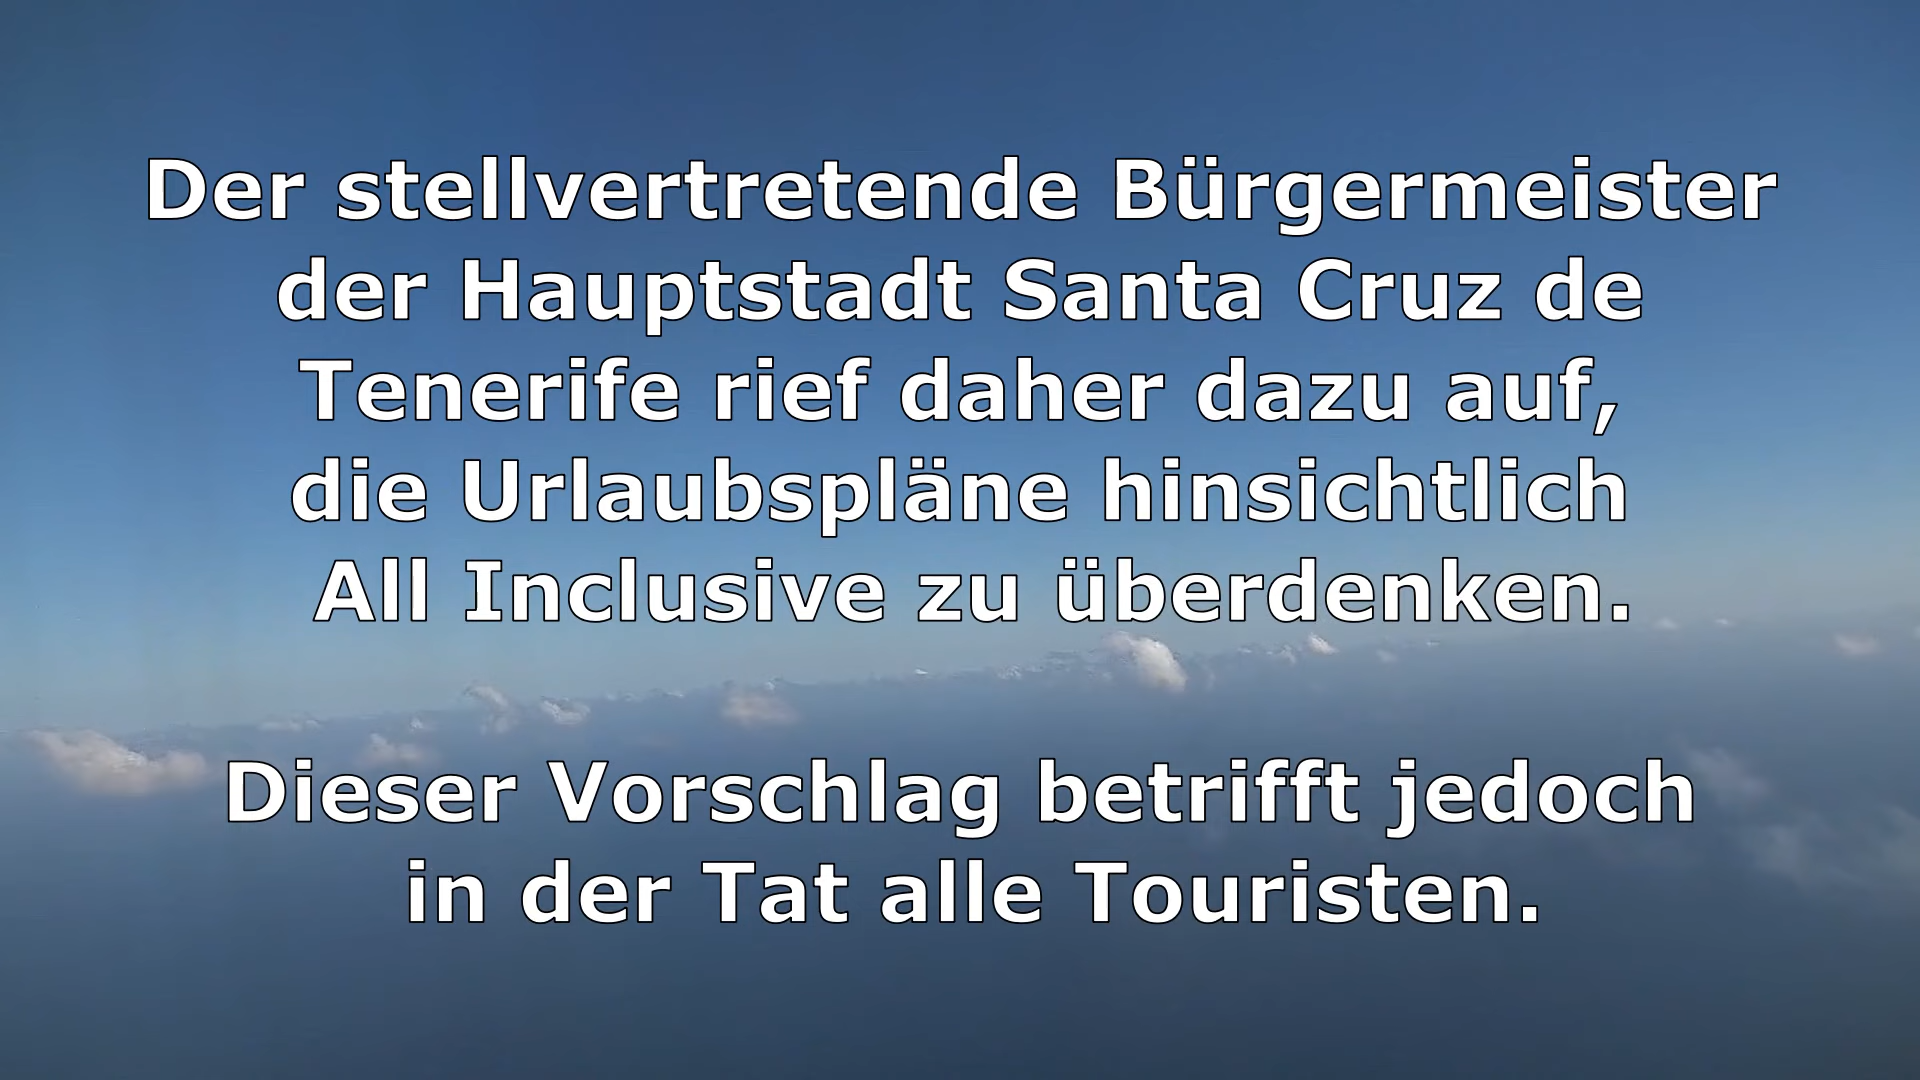 Der stellvertretende Bürgermeister
der Hauptstadt Santa Cruz de
Tenerife rief daher dazu auf,
die Urlaubspläne hinsichtlich
All Inclusive zu überdenken.
Dieser Vorschlag betrifft jedoch
in der Tat alle Touristen.